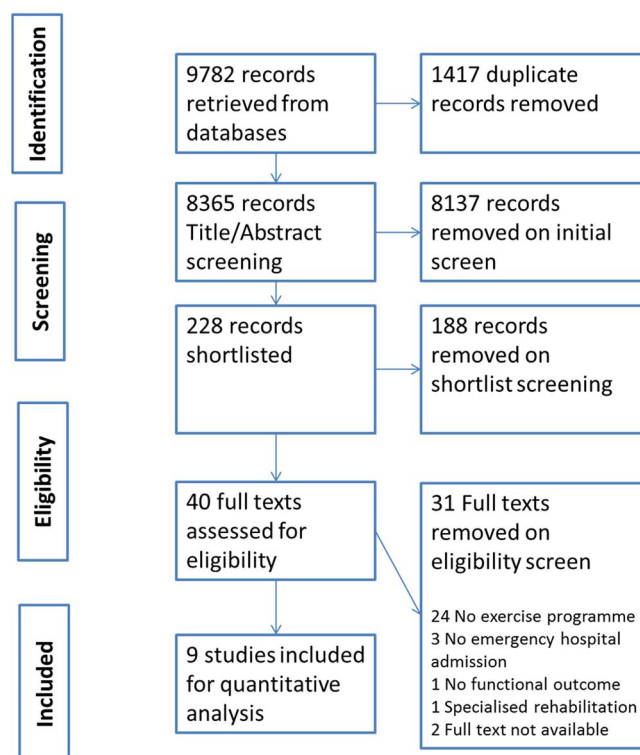 Identification
9782 records
retrieved from
databases
1417 duplicate
records removed
Screening
8365 records
Title/Abstract
screening
8137 records
removed on initial
screen
228 records
shortlisted
188 records
removed on
shortlist screening
Eligibility
40 full texts
assessed for
eligibility
31 Full texts
removed on
eligibility screen
24 No exercise programme
3 No emergency hospital
admission
1 No functional outcome
1 Specialised rehabilitation
2 Full text not available
Included
9 studies included
for quantitative
analysis